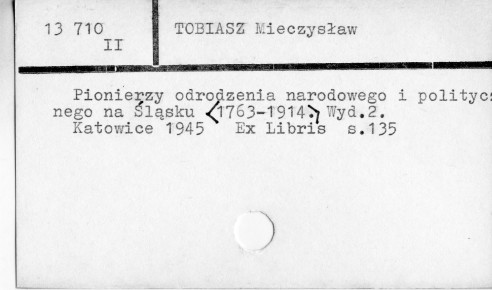 13 710
II
TOBIASZ Mieczysław
Pionierzy odrodzenia narodowego i politycz
nego na Śląsku <1763-1914.> Wyd.2.
Katowice 1945 Ex Libris s.135